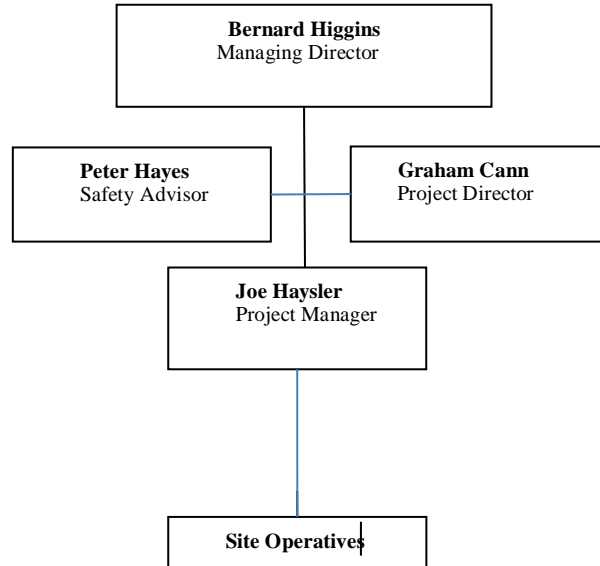 Bernard Higgins
Managing Director
Peter Hayes
Safety Advisor
Graham Cann
Project Director
Joe Haysler
Project Manager
Site Operatives